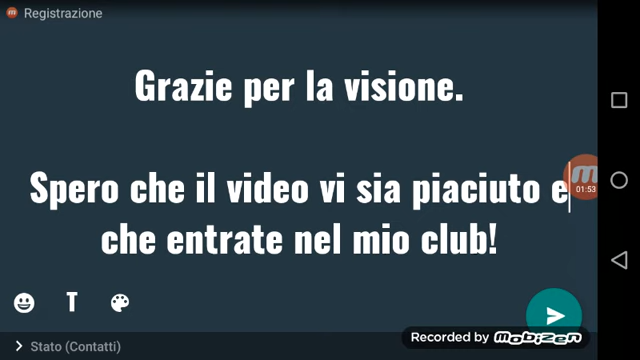 Registrazione
Grazie per la visione.
Spero che il video vi sia piaciuto e
che entrate nel mio club!
01:53
T
Stato (Contatti)
Recorded by Mobizen